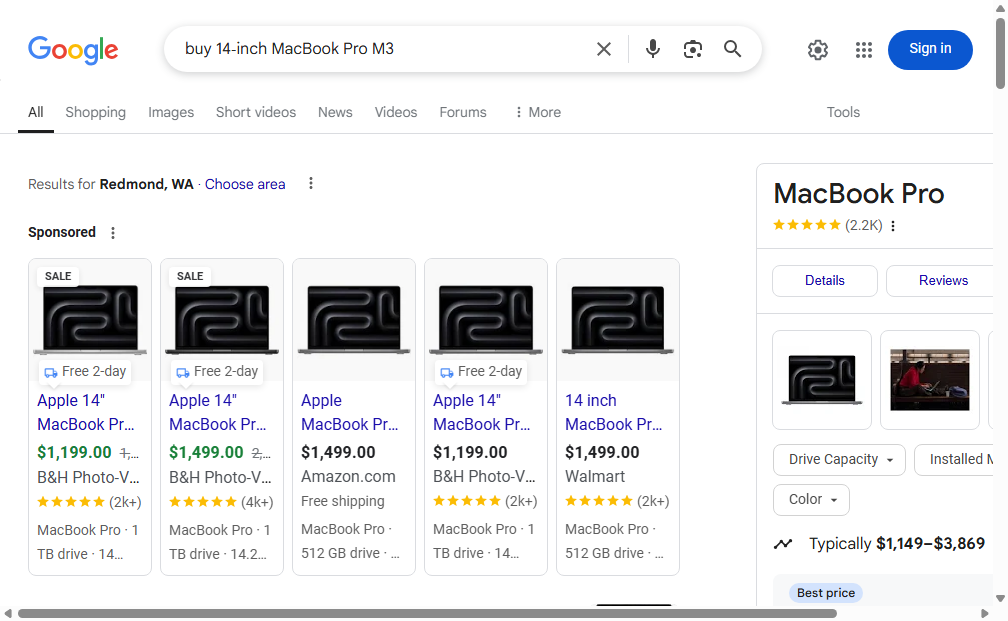 Google
buy 14-inch MacBook Pro M3
Sign in
All
Shopping
Images
Short videos
News
Videos
Forums
More
Tools
Results for Redmond, WA · Choose area
Sponsored
SALE
Free 2-day
Apple 14"
MacBook Pr...
$1,199.00 1,...
B&H Photo-V...
(2k+)
MacBook Pro · 1
TB drive · 14...
SALE
Free 2-day
Apple 14"
MacBook Pr...
$1,499.00 2,...
B&H Photo-V...
(4k+)
MacBook Pro · 1
TB drive · 14.2...
Apple
MacBook Pr...
$1,499.00
Amazon.com
Free shipping
MacBook Pro ·
512 GB drive · ...
Free 2-day
Apple 14"
MacBook Pr...
$1,199.00
B&H Photo-V...
(2k+)
MacBook Pro · 1
TB drive · 14...
14 inch
MacBook Pr...
$1,499.00
Walmart
(2k+)
MacBook Pro ·
512 GB drive · ...
MacBook Pro
(2.2K)
Details
Reviews
Drive Capacity
Installed M
Color
Typically $1,149–$3,869
Best price